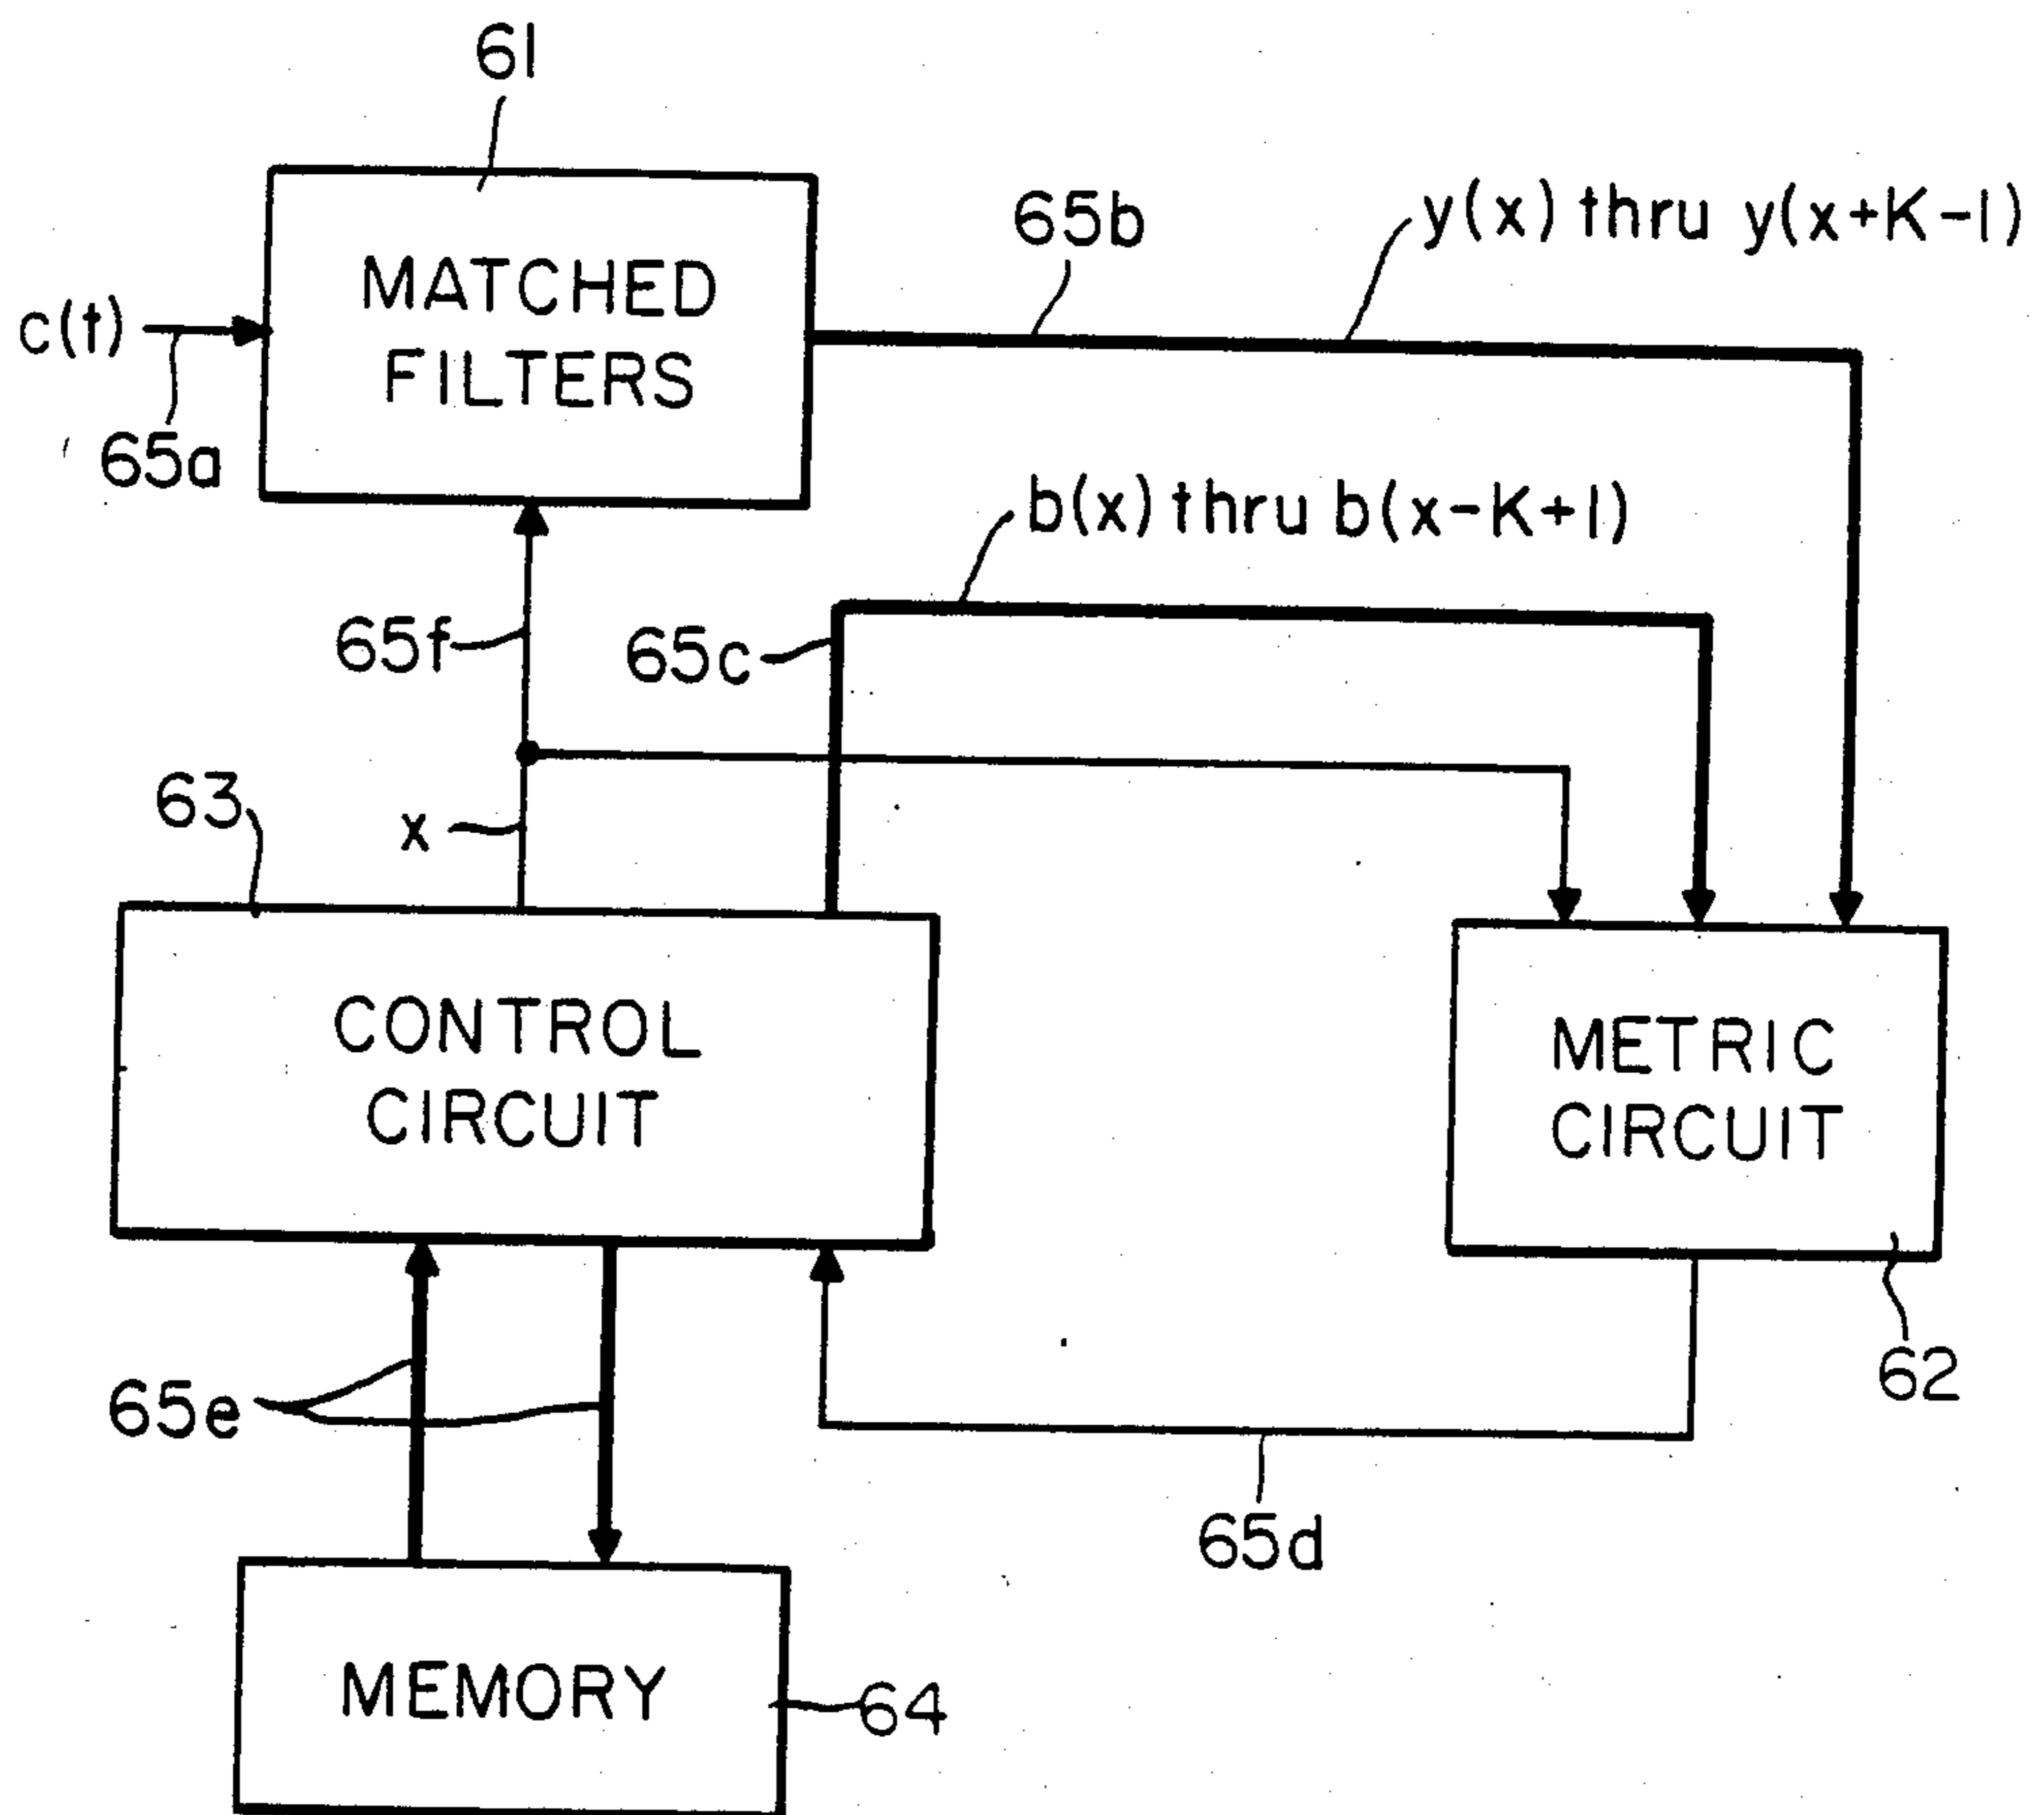 61
MATCHED
FILTERS
c(t)
65a
65b
y(x) thru y(x+K-1)
b(x) thru b(x-K+1)
65f
65c
63
x
CONTROL
CIRCUIT
METRIC
CIRCUIT
62
65e
65d
MEMORY
64